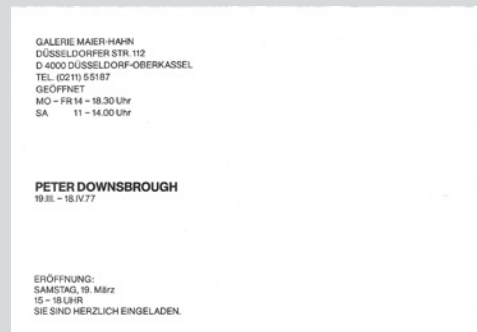 GALERIE MAIER-HAHN
DÜSSELDORFER STR. 112
D 4000 DÜSSELDORF-OBERKASSEL
TEL. (0211) 55187
GEÖFFNET
MO – FR 14 – 18.30 Uhr
SA 11 – 14.00 Uhr
PETER DOWNSBROUGH
19.III. – 18.IV.77
ERÖFFNUNG:
SAMSTAG, 19. März
15 – 18 UHR
SIE SIND HERZLICH EINGELADEN.